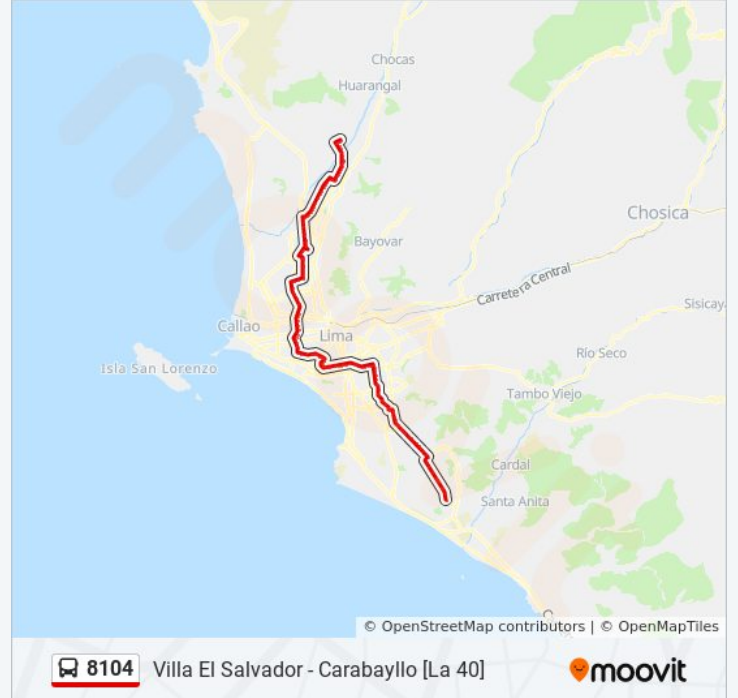 Chocas
Huarangal
Chosica
Bayovar
Carretera Central
Sisicay
Callao
Lima
Río Seco
Isla San Lorenzo
Tambo Viejo
Cardal
Santa Anita
© OpenStreetMap contributors | © OpenMapTiles
8104 Villa El Salvador - Carabayllo [La 40] moovit